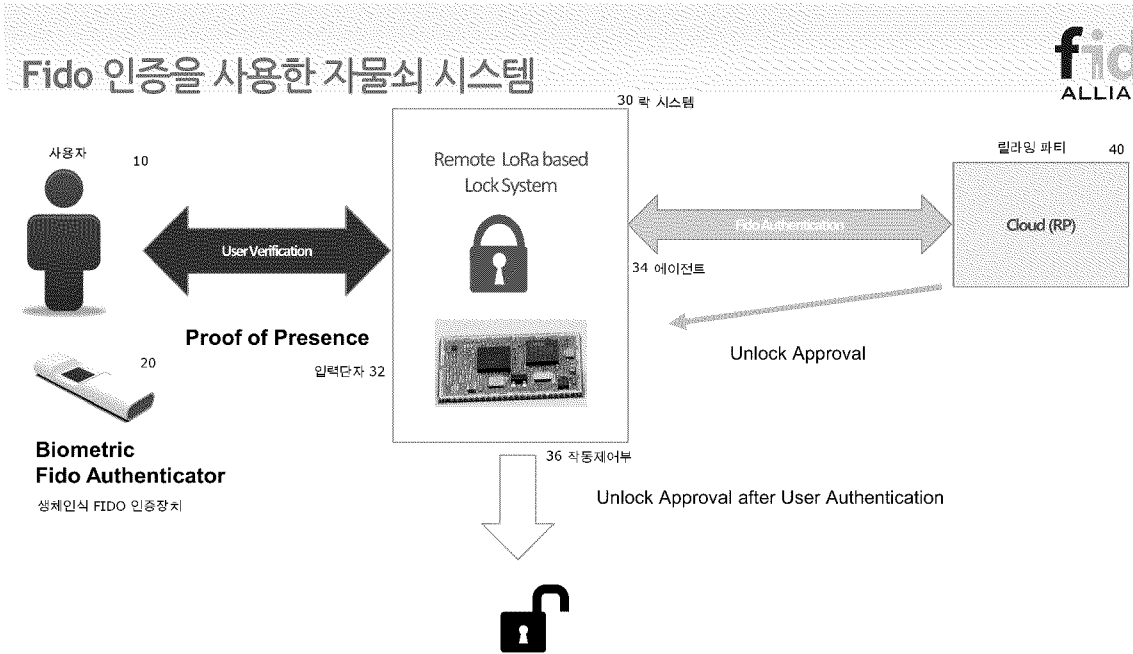 Fido 인증을 사용한 자물쇠 시스템
fid
ALLIA
30 락 시스템
사용자
10
Remote LoRa based
Lock System
릴라잉 파티
40
User Verification
Fido Authentication
Cloud (RP)
34 에이전트
Proof of Presence
Unlock Approval
20
입력단자 32
Biometric
Fido Authenticator
생체인식 FIDO 인증장치
36 작동제어부
Unlock Approval after User Authentication